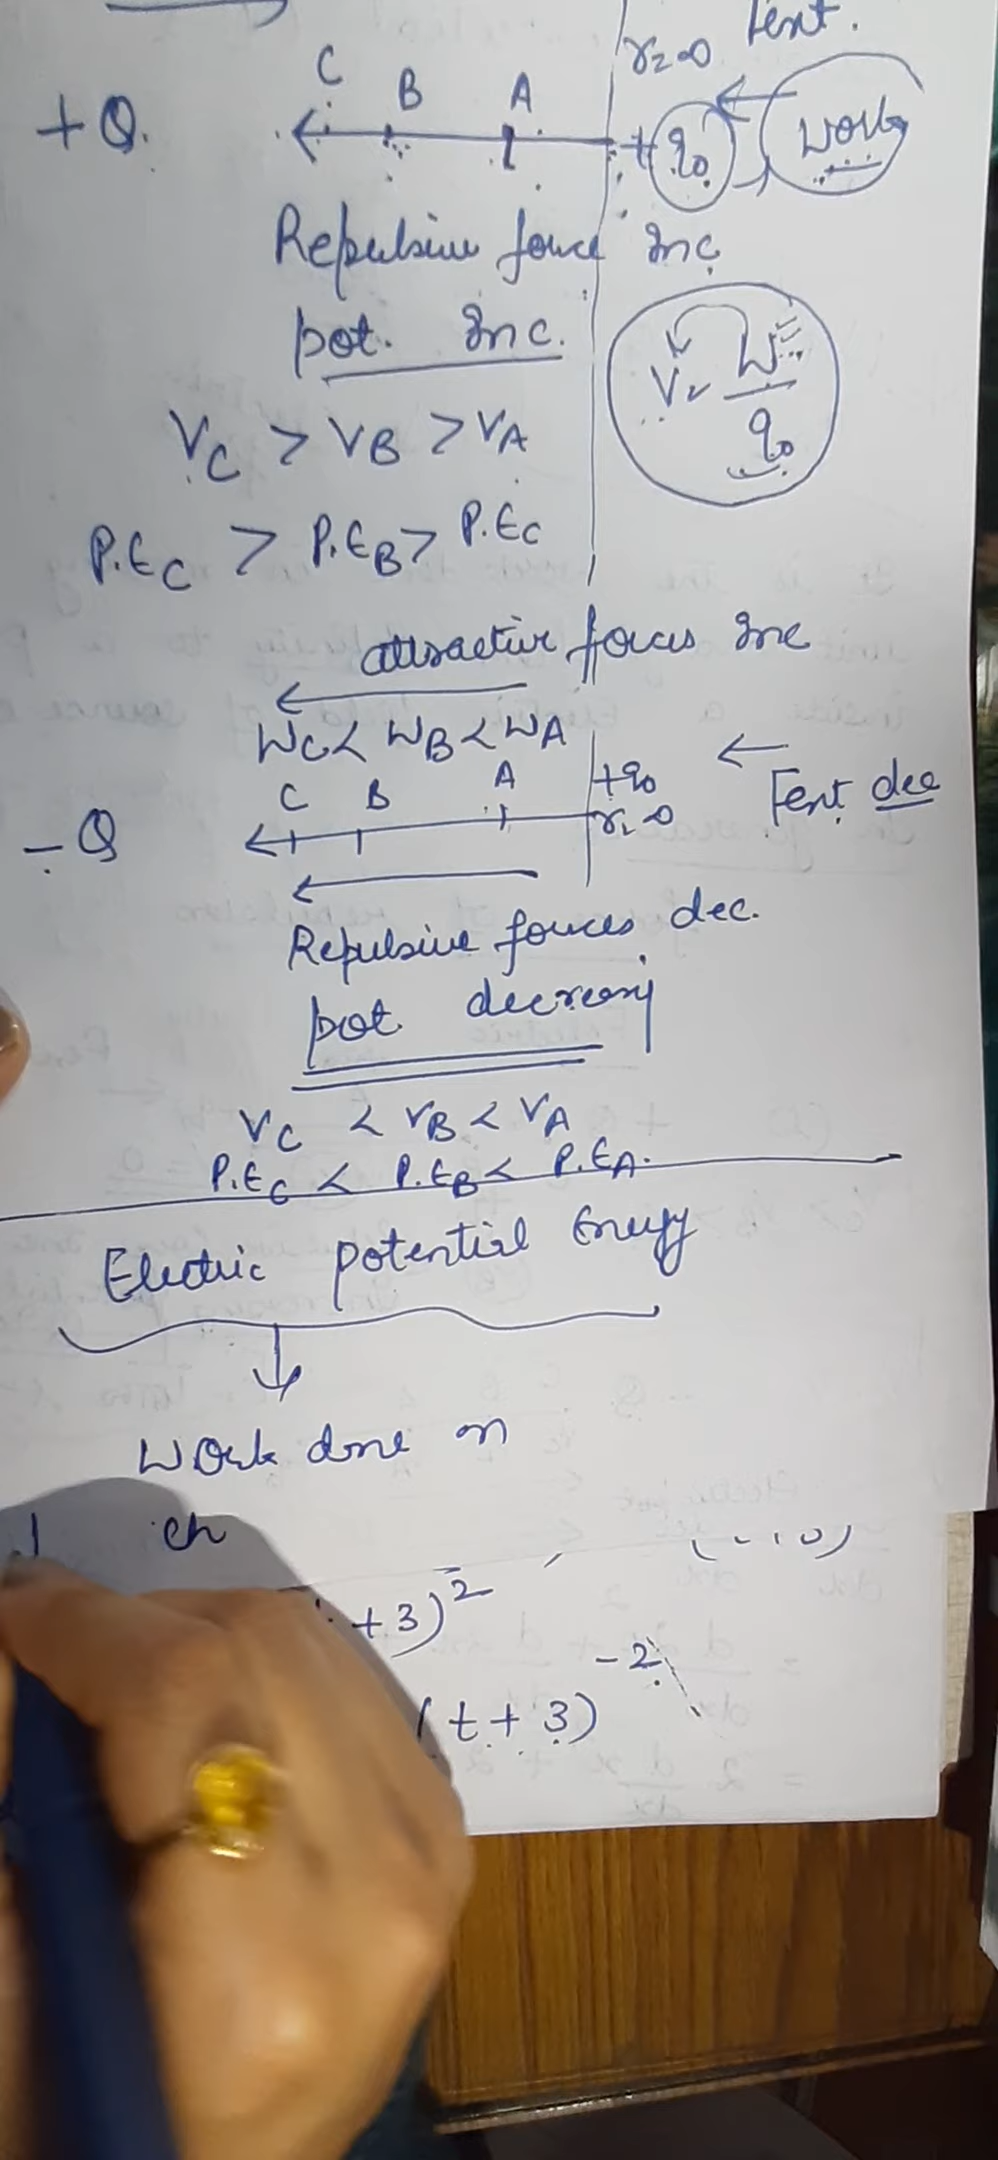 Fext.
C B A r=∞
+Q. +q₀ Work
Repulsive force Inc
pot. Inc.
V = W/q₀
VC > VB > VA
P.EC > P.EB > P.EC
attractive forces Inc
WC < WB < WA
C B A +q₀
-Q r=∞ Fext dec
Repulsive forces dec.
pot.
VC < VB < VA
P.EC < P.EB < P.EA.
Electric potential Energy
Work done on
ch
+3)²
(t+3)⁻²